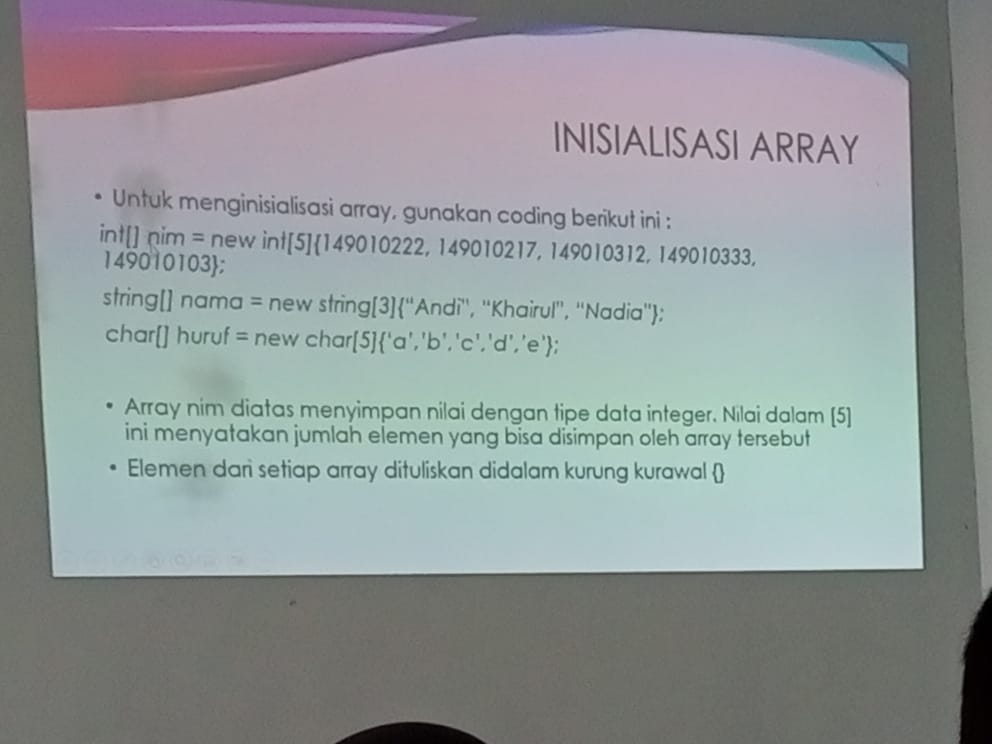 INISIALISASI ARRAY
• Untuk menginisialisasi array, gunakan coding berikut ini :
int[] nim = new int[5]{149010222, 149010217, 149010312, 149010333,
149010103};
string[] nama = new string[3]{“Andi”, “Khairul”, “Nadia”};
char[] huruf = new char[5]{‘a’,’b’,’c’,’d’,’e’};
• Array nim diatas menyimpan nilai dengan tipe data integer. Nilai dalam [5]
ini menyatakan jumlah elemen yang bisa disimpan oleh array tersebut
• Elemen dari setiap array dituliskan didalam kurung kurawal {}